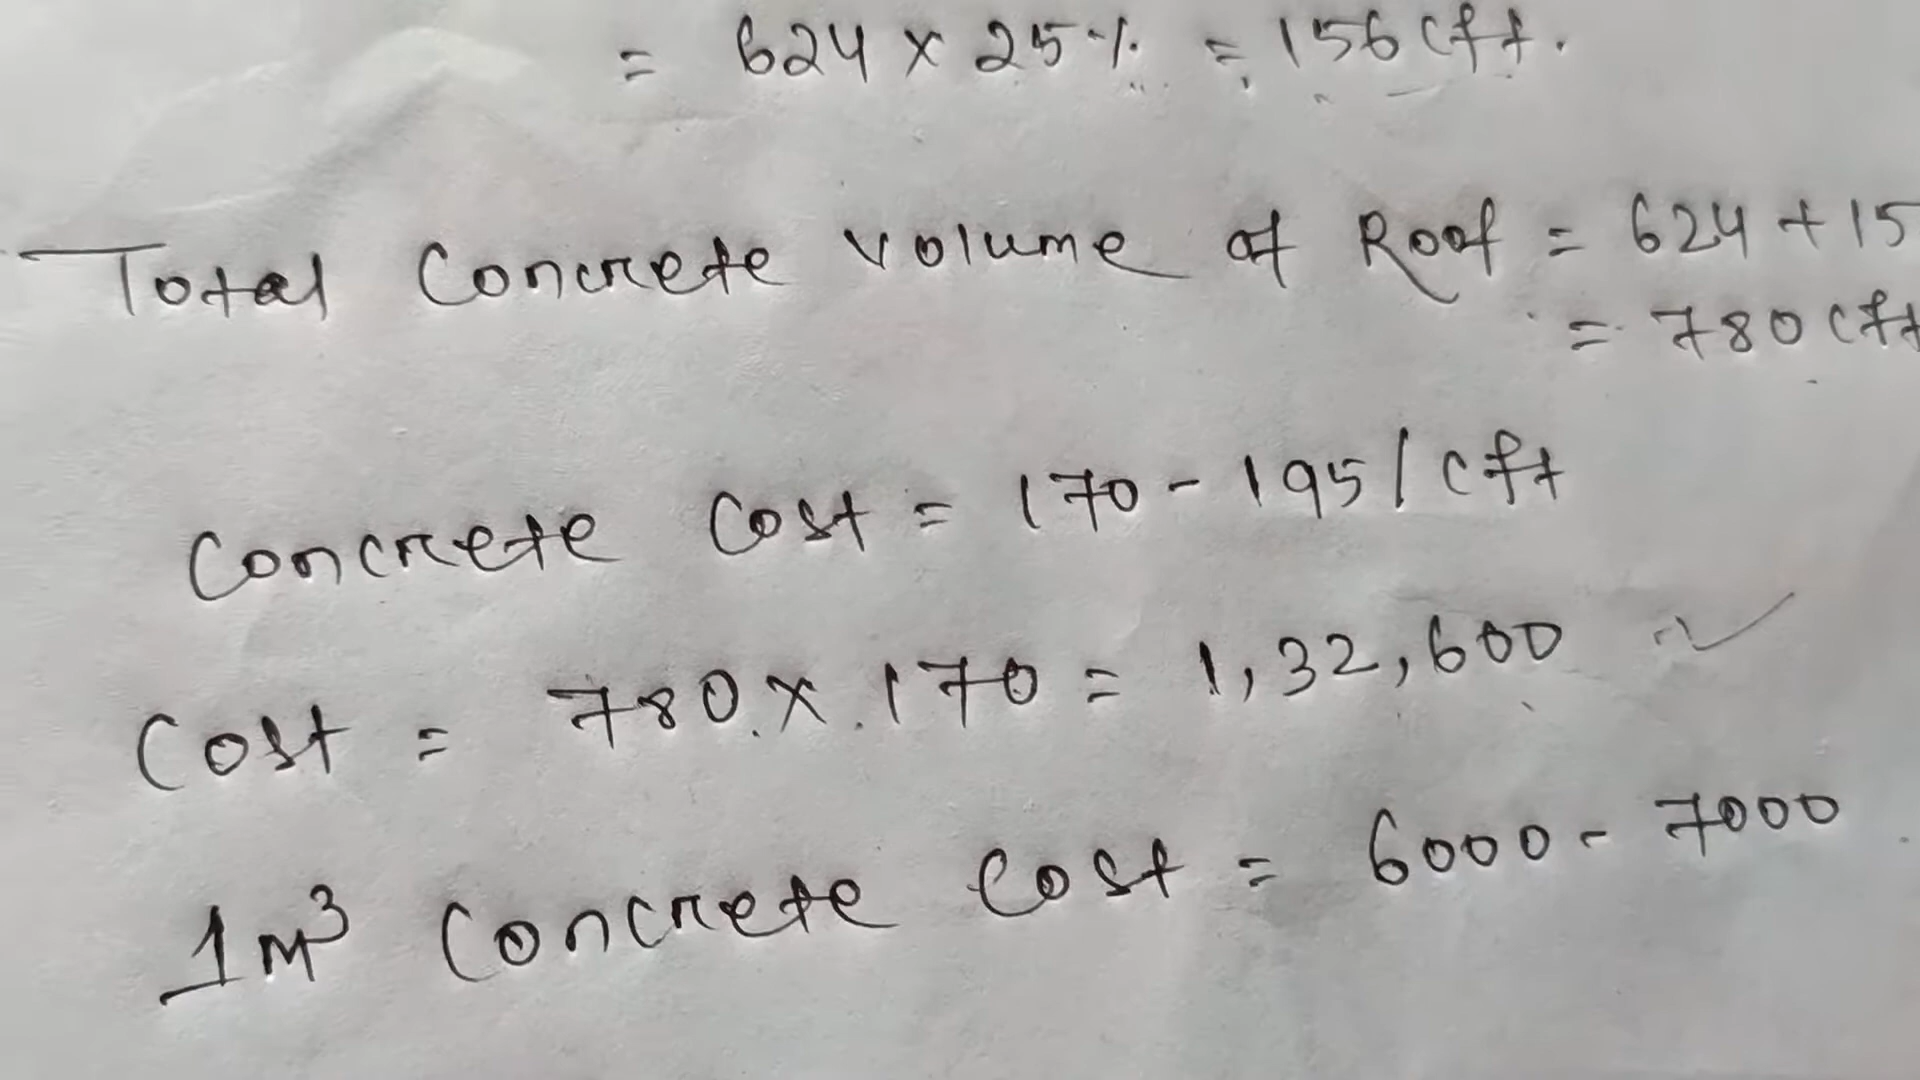 = 624 x 25% = 156 cft.
Total Concrete volume of Roof = 624 + 15
= 780 cft
Concrete Cost = 170 - 195/cft
Cost = 780 x 170 = 1,32,600
1m³ Concrete Cost = 6000 - 7000